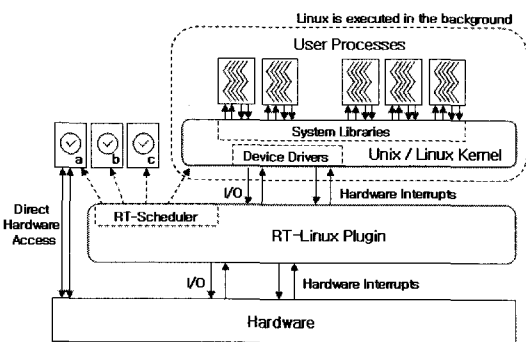 Linux is executed in the background
User Processes
System Libraries
Device Drivers
Unix / Linux Kernel
a
b
c
I/O
Hardware Interrupts
Direct
Hardware
Access
RT-Scheduler
RT-Linux Plugin
I/O
Hardware Interrupts
Hardware